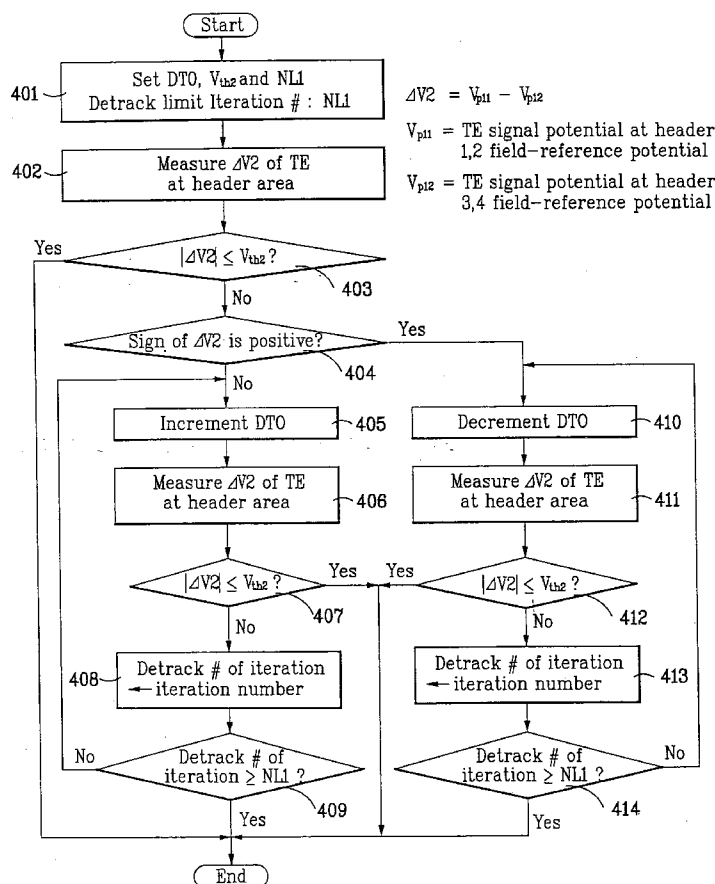 Start
401
Set DTO, Vth2 and NL1
Detrack limit Iteration # : NL1
ΔV2 = Vp11 − Vp12
Vp11 = TE signal potential at header
1,2 field-reference potential
Vp12 = TE signal potential at header
3,4 field-reference potential
402
Measure ΔV2 of TE
at header area
Yes
|ΔV2| ≤ Vth2 ?
403
No
Sign of ΔV2 is positive?
Yes
404
No
Increment DTO
405
Decrement DTO
410
Measure ΔV2 of TE
at header area
406
Measure ΔV2 of TE
at header area
411
|ΔV2| ≤ Vth2 ?
Yes
407
No
Yes
|ΔV2| ≤ Vth2 ?
412
No
408
Detrack # of iteration
← iteration number
Detrack # of iteration
← iteration number
413
No
Detrack # of
iteration ≥ NL1 ?
409
Yes
Detrack # of
iteration ≥ NL1 ?
No
414
Yes
End